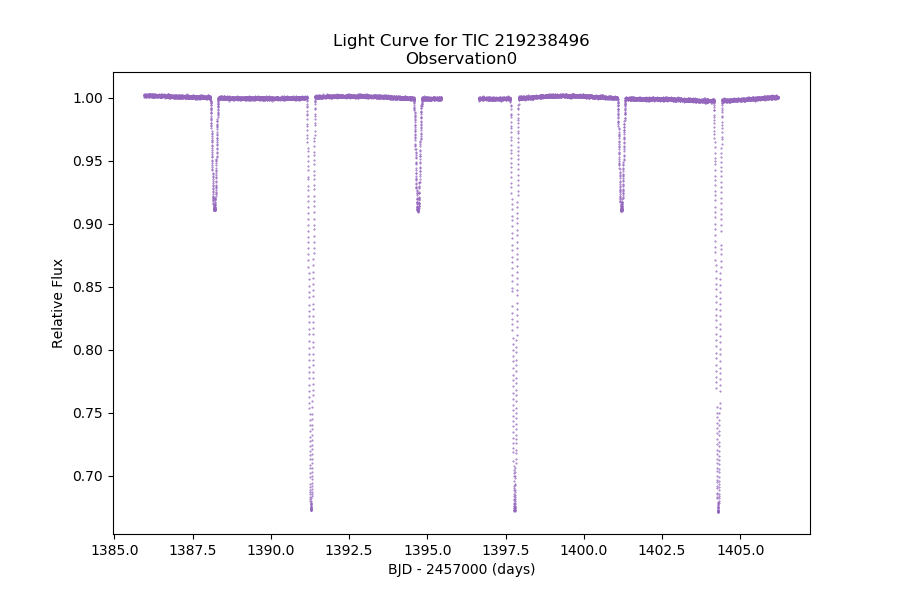 Light Curve for TIC 219238496
Observation0
1.00
0.95
0.90
0.85
0.80
0.75
0.70
Relative Flux
1385.0 1387.5 1390.0 1392.5 1395.0 1397.5 1400.0 1402.5 1405.0
BJD - 2457000 (days)